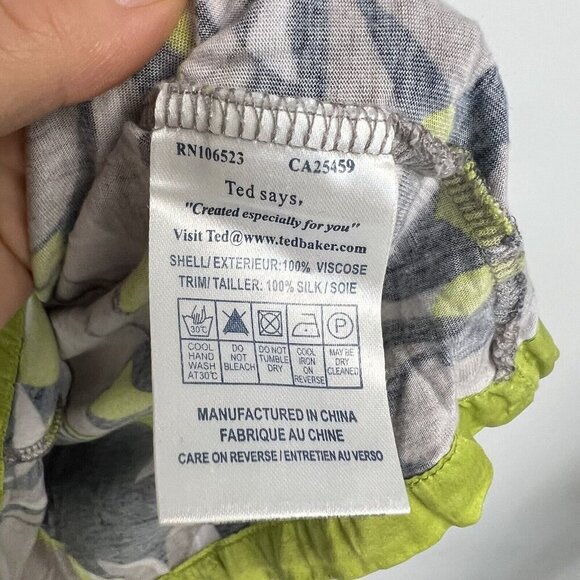 RN106523 CA25459
Ted says,
"Created especially for you"
Visit Ted@www.tedbaker.com
SHELL/ EXTERIEUR:100% VISCOSE
TRIM/ TAILLER: 100% SILK / SOIE
30°C P
COOL HAND WASH AT30°C
DO NOT BLEACH
DO NOT TUMBLE DRY
COOL IRON ON REVERSE
MAY BE DRY CLEANED
MANUFACTURED IN CHINA
FABRIQUE AU CHINE
CARE ON REVERSE / ENTRETIEN AU VERSO